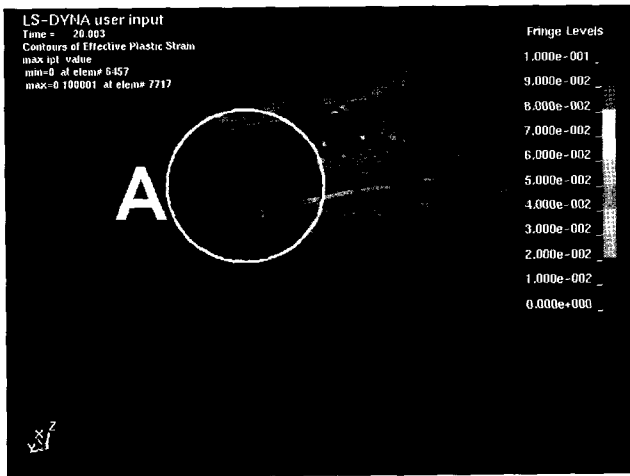 LS-DYNA user input
Time = 20.003
Contours of Effective Plastic Strain
max ipt value
min=0 at elem# 6457
max=0.100001 at elem# 7717
Fringe Levels
1.000e-001
9.000e-002
8.000e-002
7.000e-002
6.000e-002
5.000e-002
4.000e-002
3.000e-002
2.000e-002
1.000e-002
0.000e+000
A
X
Y
Z